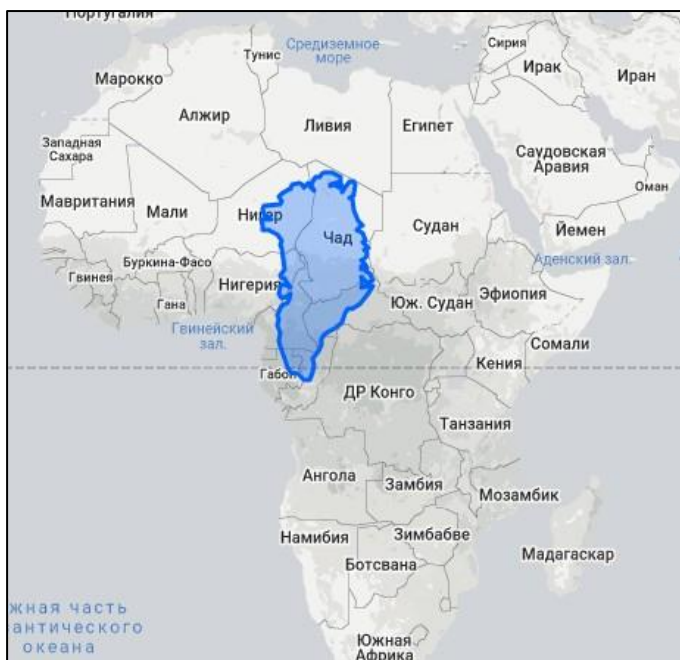 Португалия
Средиземное
море
Тунис
Сирия
Ирак
Иран
Марокко
Алжир
Ливия
Египет
Западная
Сахара
Саудовская
Аравия
Оман
Мавритания
Мали
Нигер
Чад
Судан
Йемен
Аденский зал.
Буркина-Фасо
Гвинея
Гана
Нигерия
Юж. Судан
Эфиопия
Гвинейский
зал.
Сомали
Кения
Габон
ДР Конго
Танзания
Ангола
Замбия
Мозамбик
Намибия
Зимбабве
Ботсвана
Мадагаскар
жная часть
антического
океана
Южная
Африка